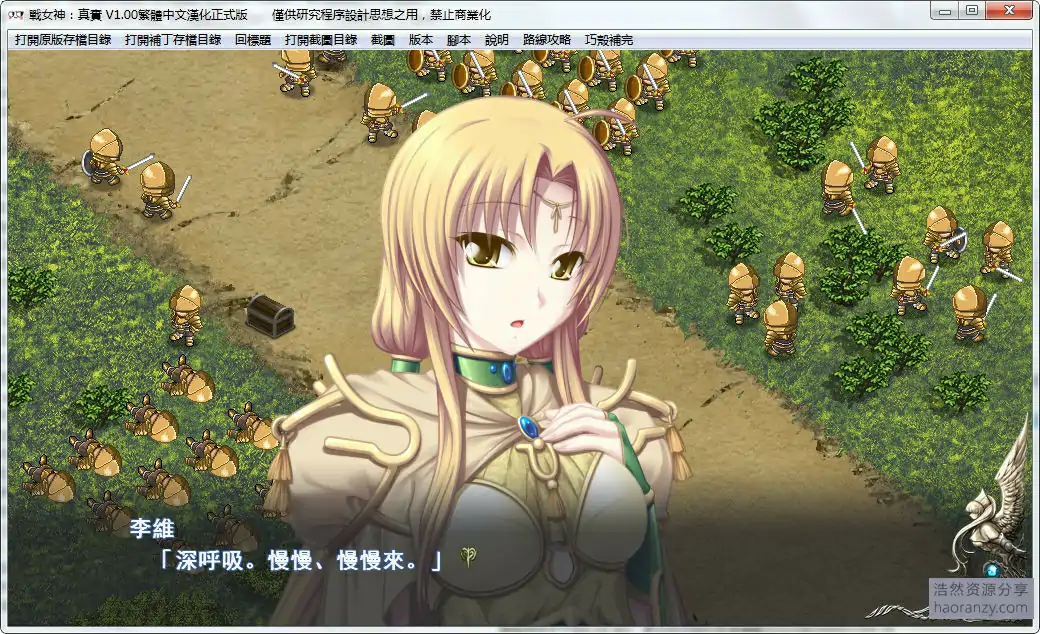 戰女神：真實 V1.00繁體中文漢化正式版 僅供研究程序設計思想之用，禁止商業化
打開原版存檔目錄 打開補丁存檔目錄 回標題 打開截圖目錄 截圖 版本 腳本 說明 路線攻略 巧殼補完
李維
「深呼吸。慢慢、慢慢來。」
浩然资源分享
haoranzy.com